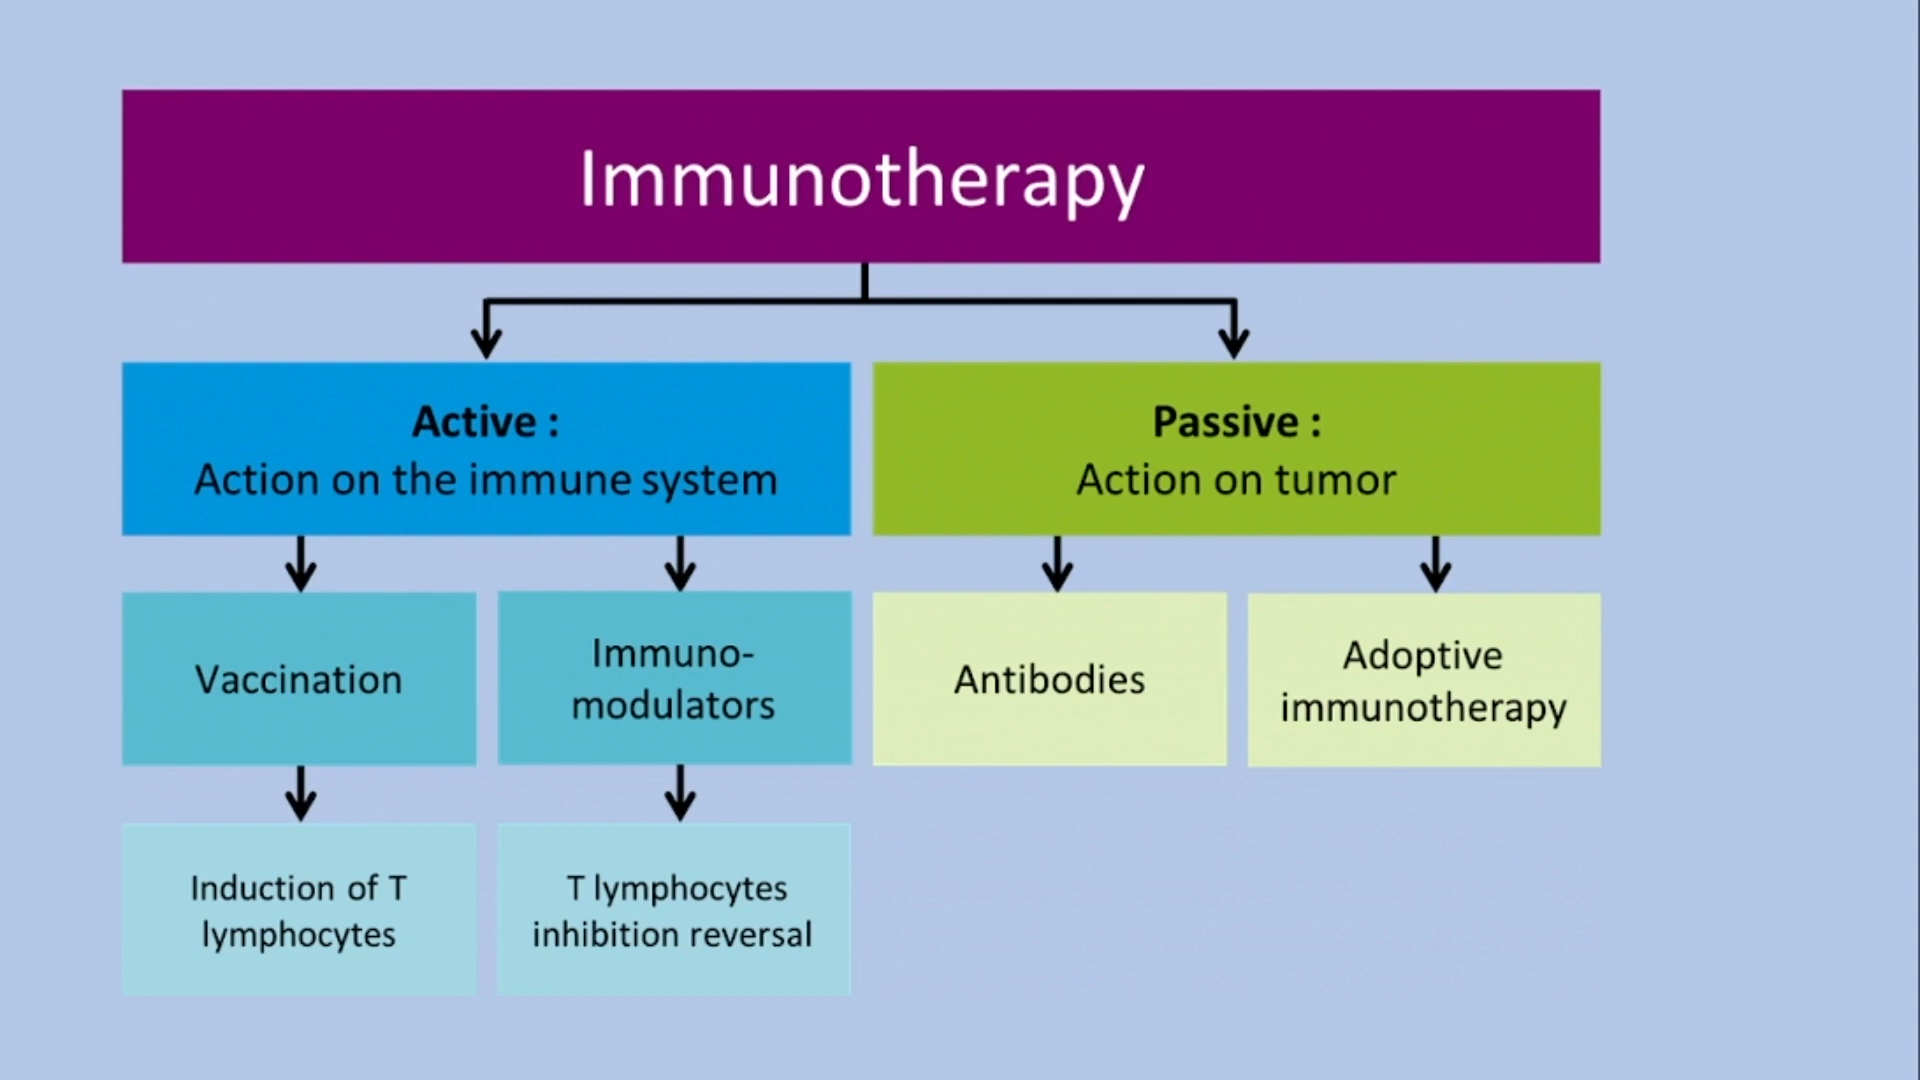 Immunotherapy
Active :
Action on the immune system
Passive :
Action on tumor
Vaccination
Immuno-
modulators
Antibodies
Adoptive
immunotherapy
Induction of T
lymphocytes
T lymphocytes
inhibition reversal